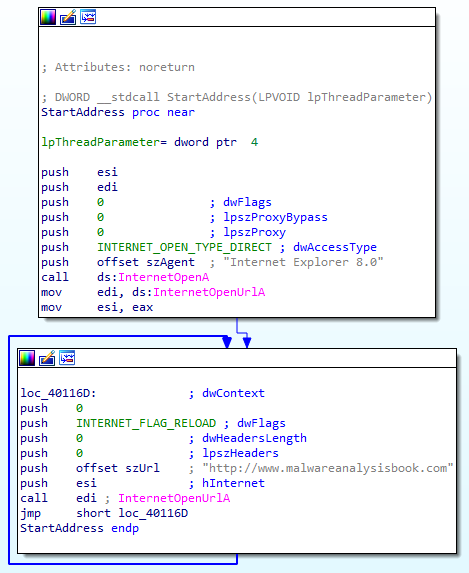 ; Attributes: noreturn
; DWORD __stdcall StartAddress(LPVOID lpThreadParameter)
StartAddress proc near
lpThreadParameter= dword ptr  4
push    esi
push    edi
push    0               ; dwFlags
push    0               ; lpszProxyBypass
push    0               ; lpszProxy
push    INTERNET_OPEN_TYPE_DIRECT ; dwAccessType
push    offset szAgent  ; "Internet Explorer 8.0"
call    ds:InternetOpenA
mov     edi, ds:InternetOpenUrlA
mov     esi, eax
loc_40116D:             ; dwContext
push    0
push    INTERNET_FLAG_RELOAD ; dwFlags
push    0               ; dwHeadersLength
push    0               ; lpszHeaders
push    offset szUrl    ; "http://www.malwareanalysisbook.com"
push    esi             ; hInternet
call    edi ; InternetOpenUrlA
jmp     short loc_40116D
StartAddress endp